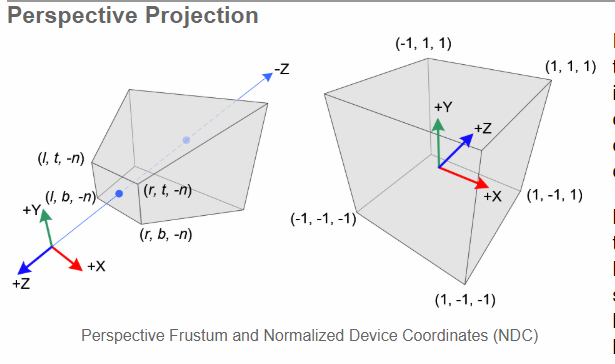 Perspective Projection
-Z
(-1, 1, 1)
(1, 1, 1)
+Y
+Z
(l, t, -n)
(r, t, -n)
(l, b, -n)
+X
(1, -1, 1)
+Y
(-1, -1, -1)
(r, b, -n)
+X
+Z
(1, -1, -1)
Perspective Frustum and Normalized Device Coordinates (NDC)